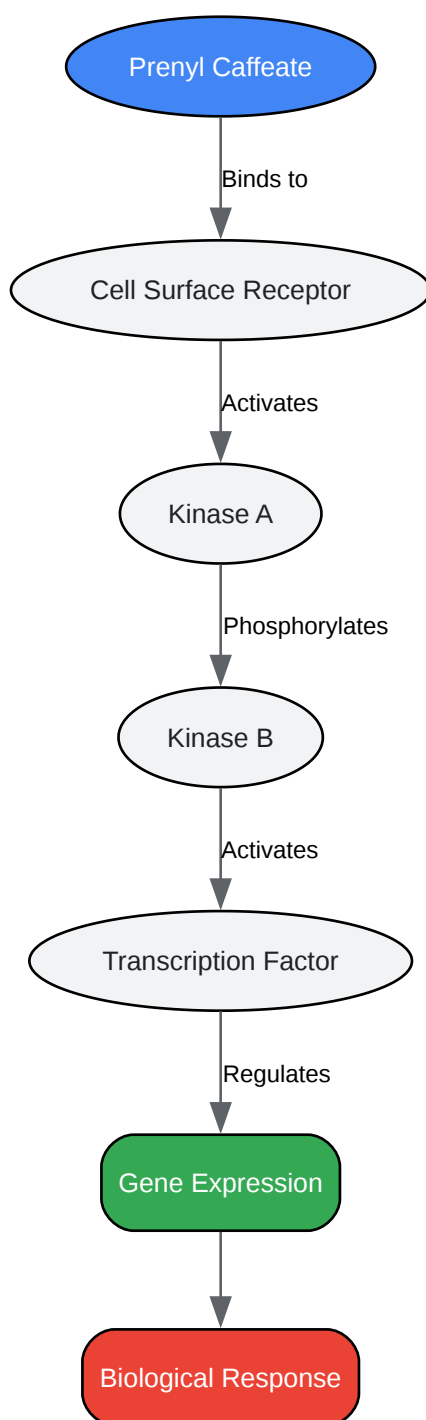 Prenyl Caffeate
Binds to
Cell Surface Receptor
Activates
Kinase A
Phosphorylates
Kinase B
Activates
Transcription Factor
Regulates
Gene Expression
Biological Response